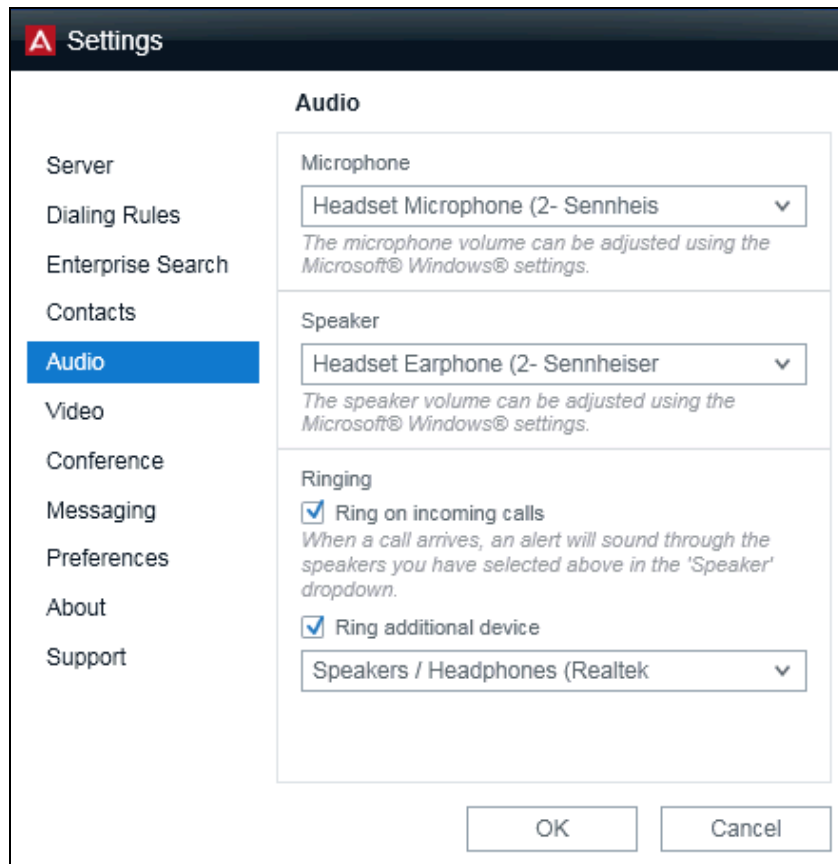 Settings
Audio
Server
Dialing Rules
Enterprise Search
Contacts
Audio
Video
Conference
Messaging
Preferences
About
Support
Microphone
Headset Microphone (2- Sennheis
The microphone volume can be adjusted using the
Microsoft® Windows® settings.
Speaker
Headset Earphone (2- Sennheiser
The speaker volume can be adjusted using the
Microsoft® Windows® settings.
Ringing
Ring on incoming calls
When a call arrives, an alert will sound through the
speakers you have selected above in the 'Speaker'
dropdown.
Ring additional device
Speakers / Headphones (Realtek
OK
Cancel